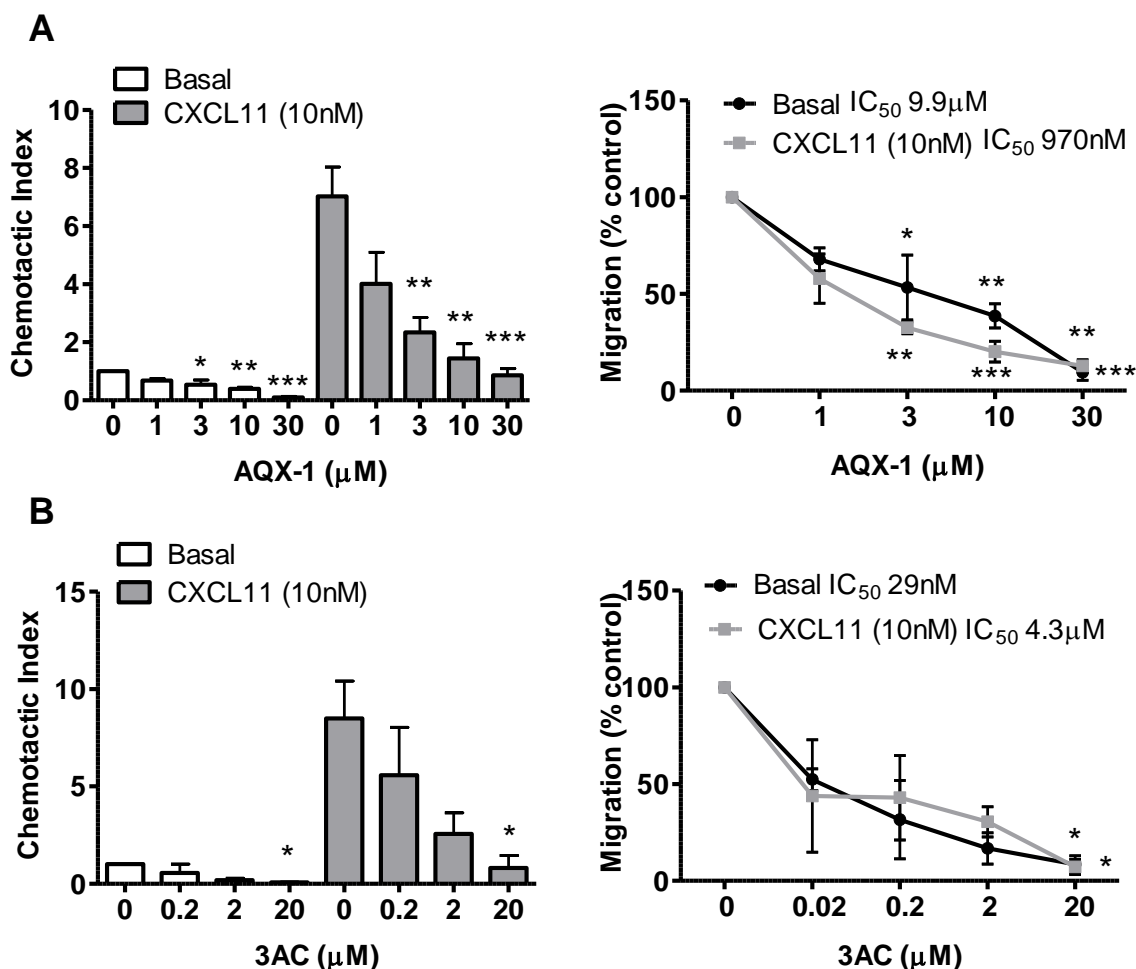 A
Basal
CXCL11 (10nM)
Chemotactic Index
10
8
6
4
2
0
*
**
***
**
**
***
0 1 3 10 30 0 1 3 10 30
AQX-1 (μM)
Basal IC50 9.9μM
CXCL11 (10nM) IC50 970nM
Migration (% control)
150
100
50
0
*
**
**
**
***
***
0 1 3 10 30
AQX-1 (μM)
B
Basal
CXCL11 (10nM)
Chemotactic Index
15
10
5
0
*
*
0 0.2 2 20 0 0.2 2 20
3AC (μM)
Basal IC50 29nM
CXCL11 (10nM) IC50 4.3μM
Migration (% control)
150
100
50
0
*
*
0 0.02 0.2 2 20
3AC (μM)